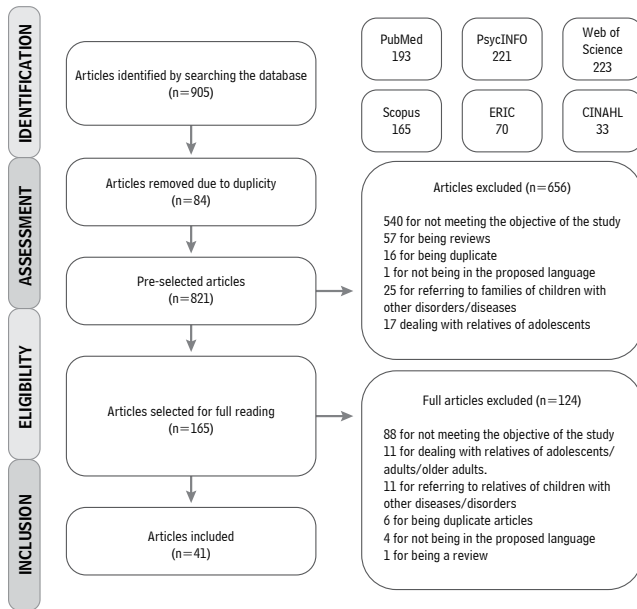 IDENTIFICATION
Articles identified by searching the database
(n=905)
PubMed
193
PsycINFO
221
Web of
Science
223
Scopus
165
ERIC
70
CINAHL
33
ASSESSMENT
Articles removed due to duplicity
(n=84)
Pre-selected articles
(n=821)
Articles excluded (n=656)
540 for not meeting the objective of the study
57 for being reviews
16 for being duplicate
1 for not being in the proposed language
25 for referring to families of children with
other disorders/diseases
17 dealing with relatives of adolescents
ELIGIBILITY
Articles selected for full reading
(n=165)
Full articles excluded (n=124)
88 for not meeting the objective of the study
11 for dealing with relatives of adolescents/
adults/older adults.
11 for referring to relatives of children with
other diseases/disorders
6 for being duplicate articles
4 for not being in the proposed language
1 for being a review
INCLUSION
Articles included
(n=41)